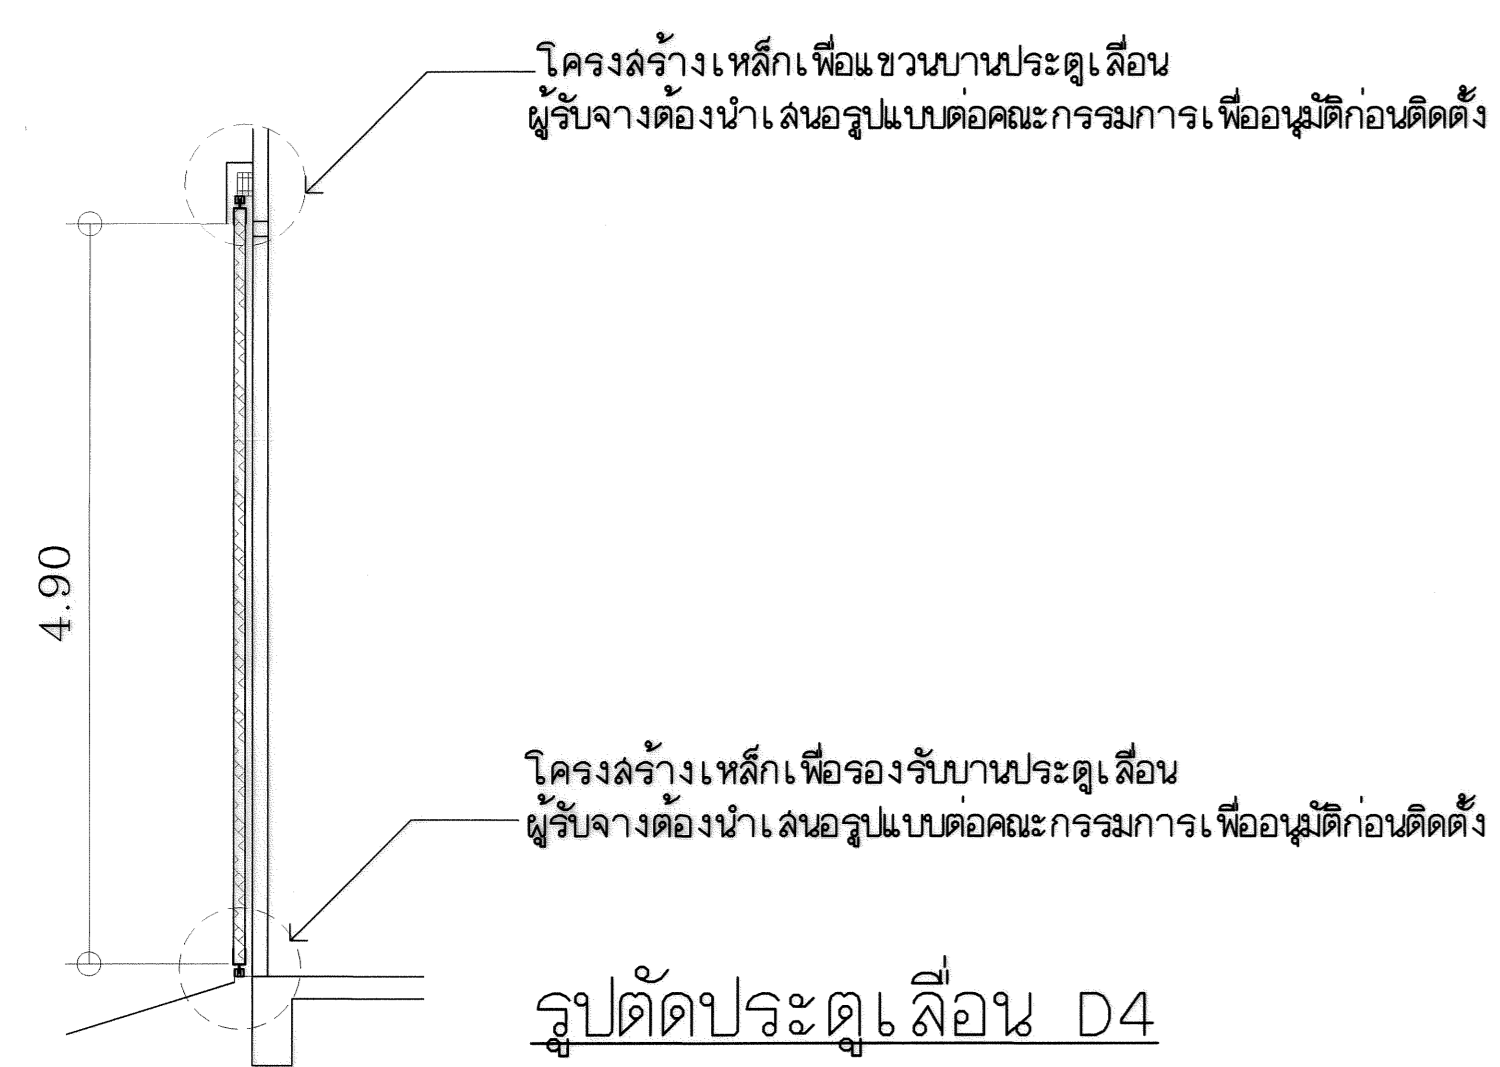 โครงสร้างเหล็กเพื่อแขวนบานประตูเลื่อน
ผู้รับจางต้องนำเสนอรูปแบบต่อคณะกรรมการเพื่ออนุมัติก่อนติดตั้ง
4.90
โครงสร้างเหล็กเพื่อรองรับบานประตูเลื่อน
ผู้รับจางต้องนำเสนอรูปแบบต่อคณะกรรมการเพื่ออนุมัติก่อนติดตั้ง
รูปตัดประตูเลื่อน D4